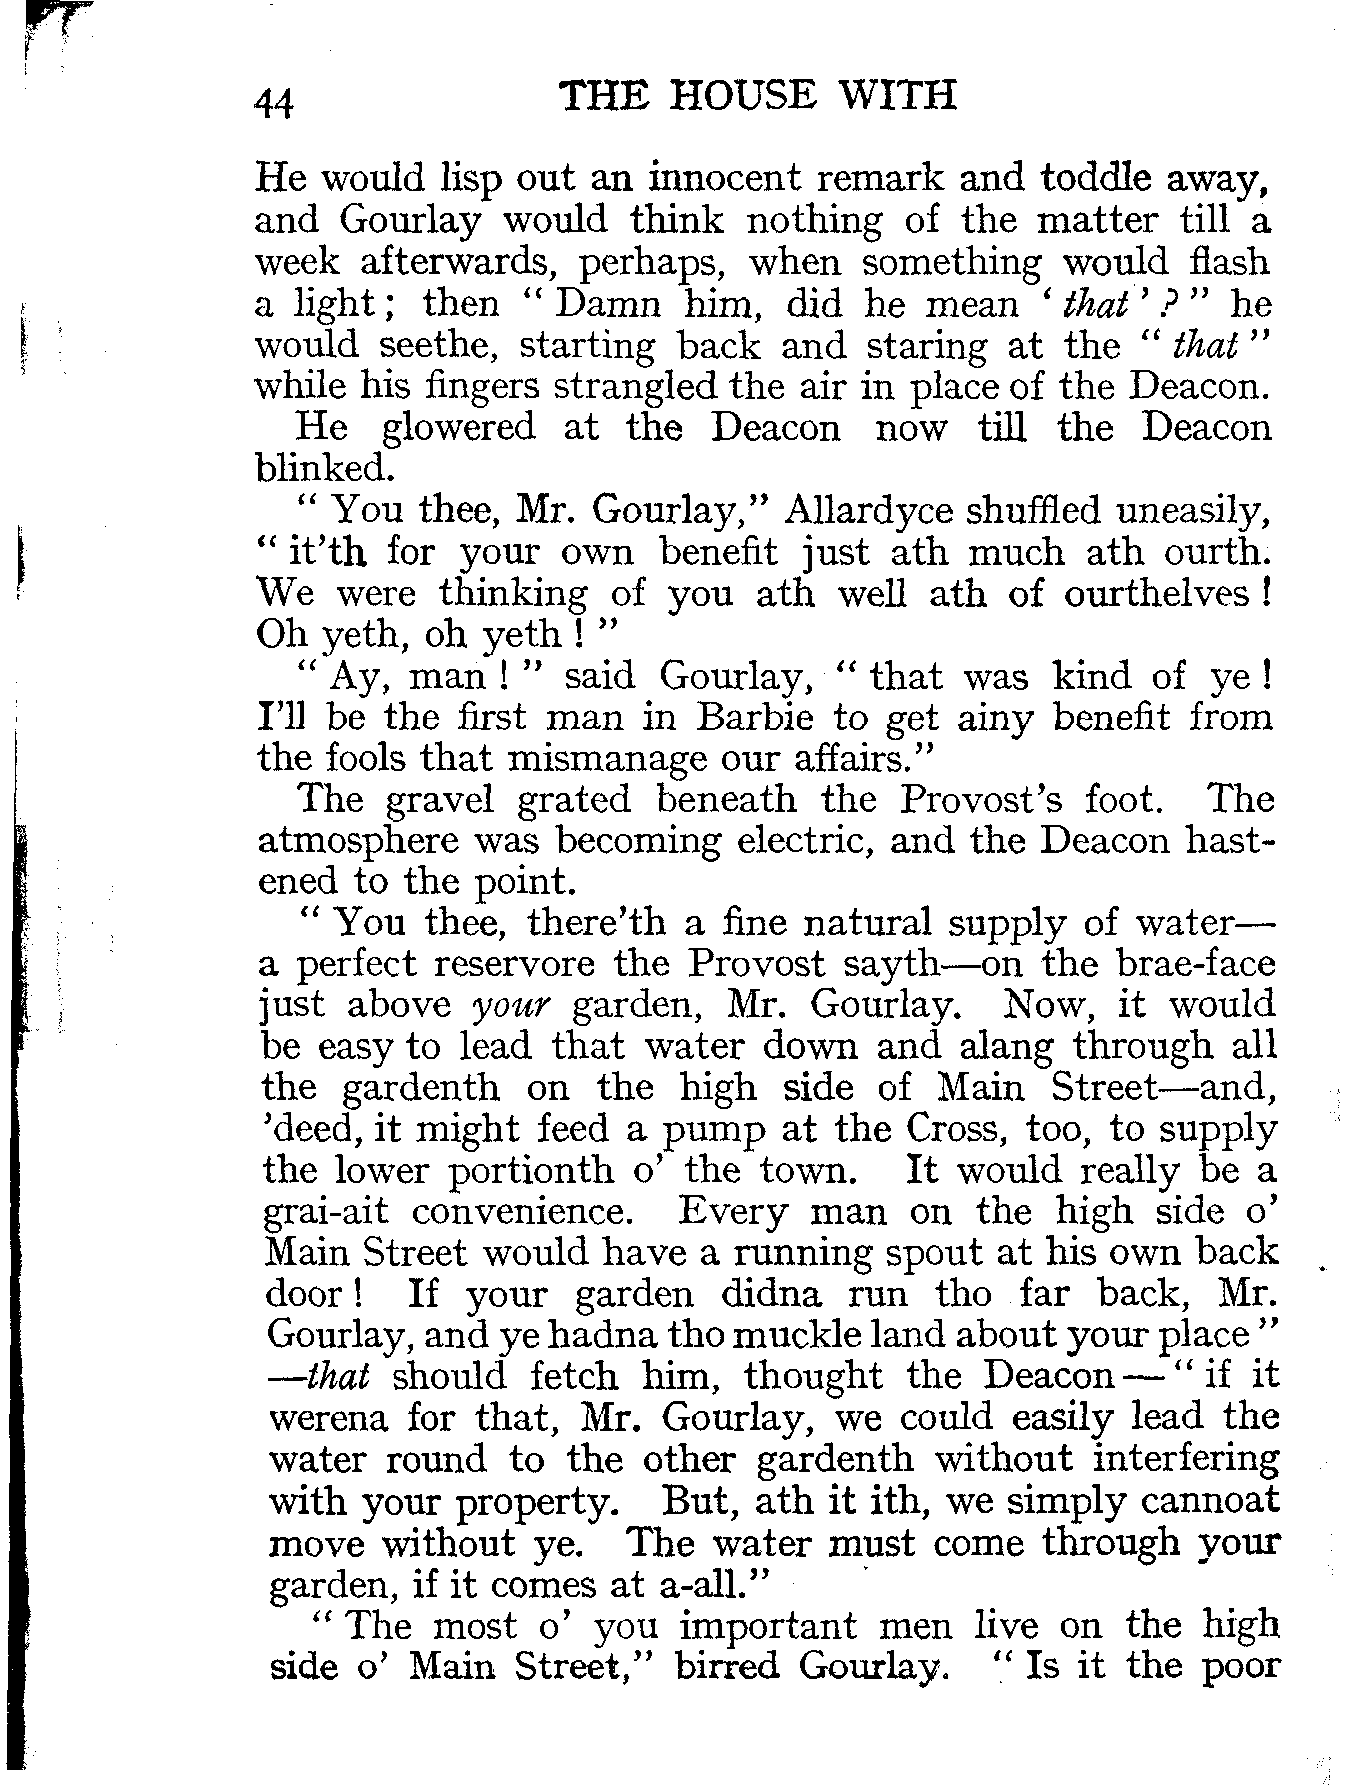 44 THE HOUSE WITH
He would lisp out an innocent remark and toddle away,
and Gourlay would think nothing of the matter till a
week afterwards, perhaps, when something would flash
a light ; then “ Damn him, did he mean ‘ that ’ ? ” he
would seethe, starting back and staring at the “ that ”
while his fingers strangled the air in place of the Deacon.
He glowered at the Deacon now till the Deacon
blinked.
“ You thee, Mr. Gourlay,” Allardyce shuffled uneasily,
“ it’th for your own benefit just ath much ath ourth.
We were thinking of you ath well ath of ourthelves !
Oh yeth, oh yeth ! ”
“ Ay, man ! ” said Gourlay, “ that was kind of ye !
I’ll be the first man in Barbie to get ainy benefit from
the fools that mismanage our affairs.”
The gravel grated beneath the Provost’s foot. The
atmosphere was becoming electric, and the Deacon hast-
ened to the point.
“ You thee, there’th a fine natural supply of water—
a perfect reservore the Provost sayth—on the brae-face
just above your garden, Mr. Gourlay. Now, it would
be easy to lead that water down and alang through all
the gardenth on the high side of Main Street—and,
’deed, it might feed a pump at the Cross, too, to supply
the lower portionth o’ the town. It would really be a
grai-ait convenience. Every man on the high side o’
Main Street would have a running spout at his own back
door ! If your garden didna run tho far back, Mr.
Gourlay, and ye hadna tho muckle land about your place ”
—that should fetch him, thought the Deacon—“ if it
werena for that, Mr. Gourlay, we could easily lead the
water round to the other gardenth without interfering
with your property. But, ath it ith, we simply cannoat
move without ye. The water must come through your
garden, if it comes at a-all.”
“ The most o’ you important men live on the high
side o’ Main Street,” birred Gourlay. “ Is it the poor